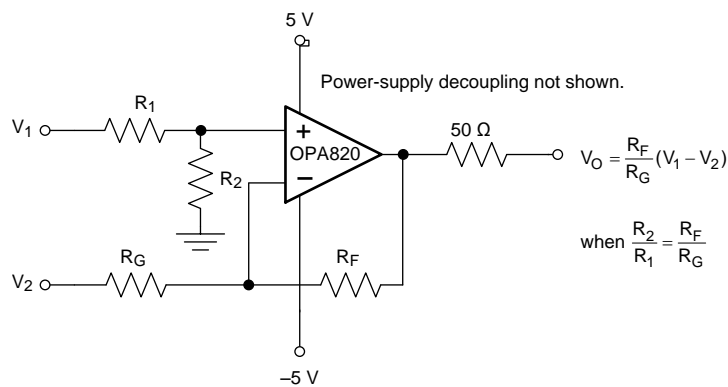 5 V
Power-supply decoupling not shown.
R1
V1
50 Ω
+
OPA820
−
R2
VO = RF/RG (V1 − V2)
when R2/R1 = RF/RG
RG
RF
V2
–5 V